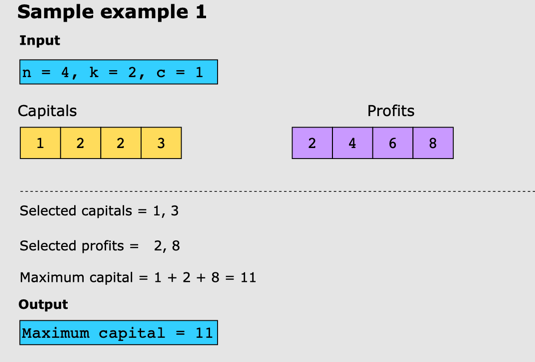 Sample example 1
Input
n = 4, k = 2, c = 1
Capitals Profits
1 2 2 3 2 4 6 8
Selected capitals = 1, 3
Selected profits = 2, 8
Maximum capital = 1 + 2 + 8 = 11
Output
Maximum capital = 11